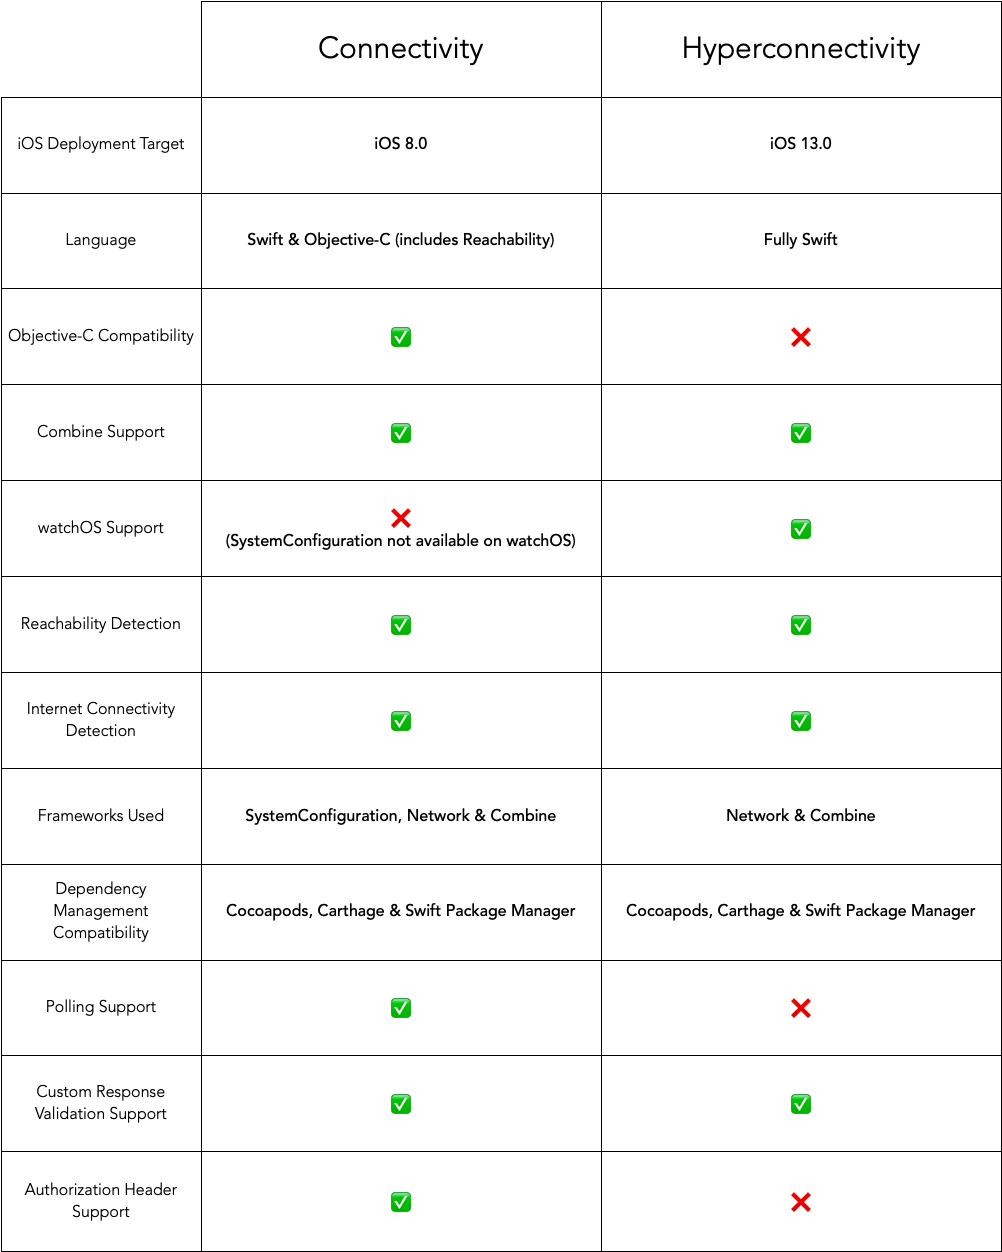 Connectivity
Hyperconnectivity
iOS Deployment Target
iOS 8.0
iOS 13.0
Language
Swift & Objective-C (includes Reachability)
Fully Swift
Objective-C Compatibility
✅
❌
Combine Support
✅
✅
watchOS Support
❌
(SystemConfiguration not available on watchOS)
✅
Reachability Detection
✅
✅
Internet Connectivity
Detection
✅
✅
Frameworks Used
SystemConfiguration, Network & Combine
Network & Combine
Dependency
Management
Compatibility
Cocoapods, Carthage & Swift Package Manager
Cocoapods, Carthage & Swift Package Manager
Polling Support
✅
❌
Custom Response
Validation Support
✅
✅
Authorization Header
Support
✅
❌